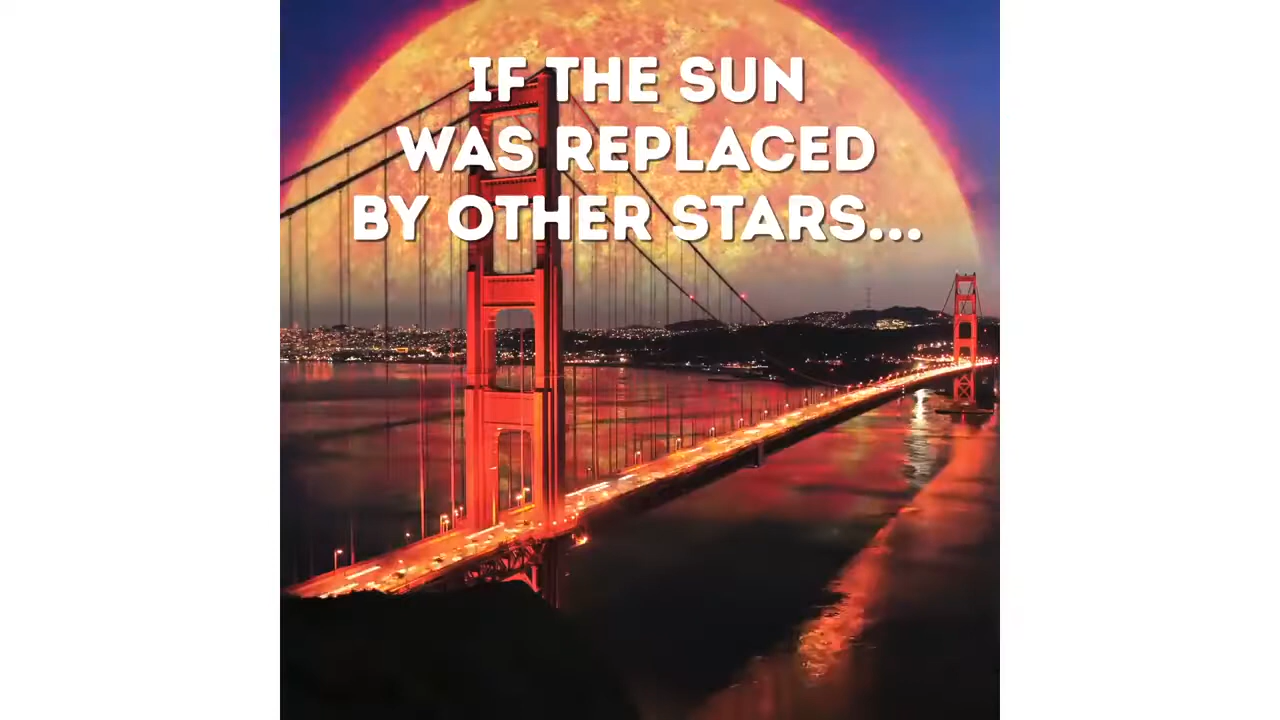 IF THE SUN
WAS REPLACED
BY OTHER STARS...